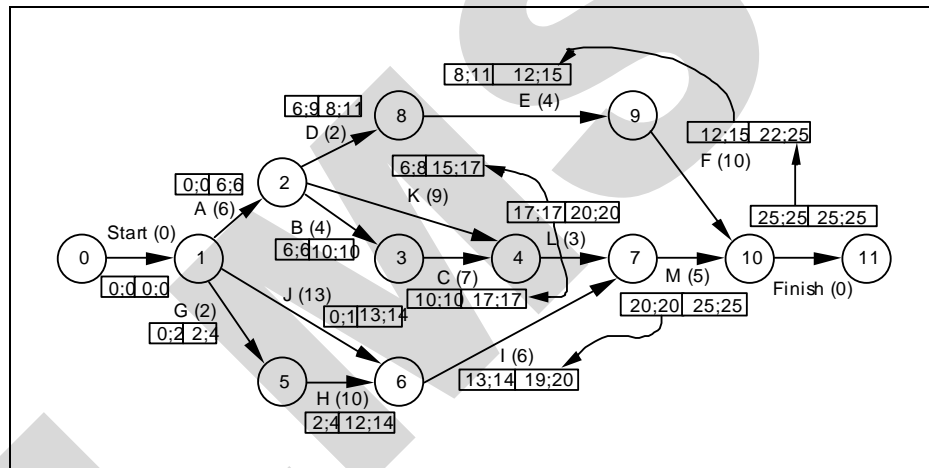 8;11 12;15
E (4)
6;9 8;11
D (2)
8
9
12;15 22;25
F (10)
6;8 15;17
K (9)
0;0 6;6
A (6)
2
17;17 20;20
L (3)
25;25 25;25
Start (0)
B (4)
6;6 10;10
0
1
3
4
7
10
11
0;0 0;0
C (7)
10;10 17;17
M (5)
Finish (0)
J (13)
0;1 13;14
G (2)
0;2 2;4
20;20 25;25
5
6
I (6)
13;14 19;20
H (10)
2;4 12;14